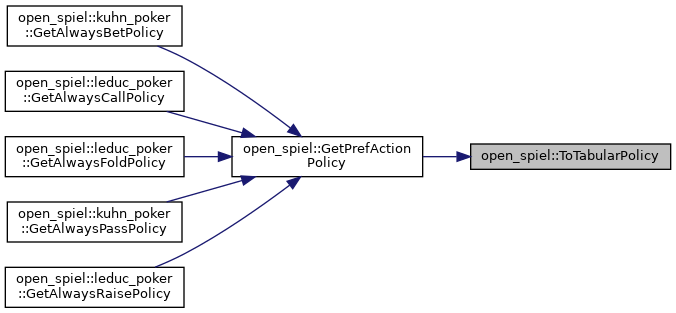 open_spiel::kuhn_poker
::GetAlwaysBetPolicy
open_spiel::leduc_poker
::GetAlwaysCallPolicy
open_spiel::leduc_poker
::GetAlwaysFoldPolicy
open_spiel::kuhn_poker
::GetAlwaysPassPolicy
open_spiel::leduc_poker
::GetAlwaysRaisePolicy
open_spiel::GetPrefAction
Policy
open_spiel::ToTabularPolicy